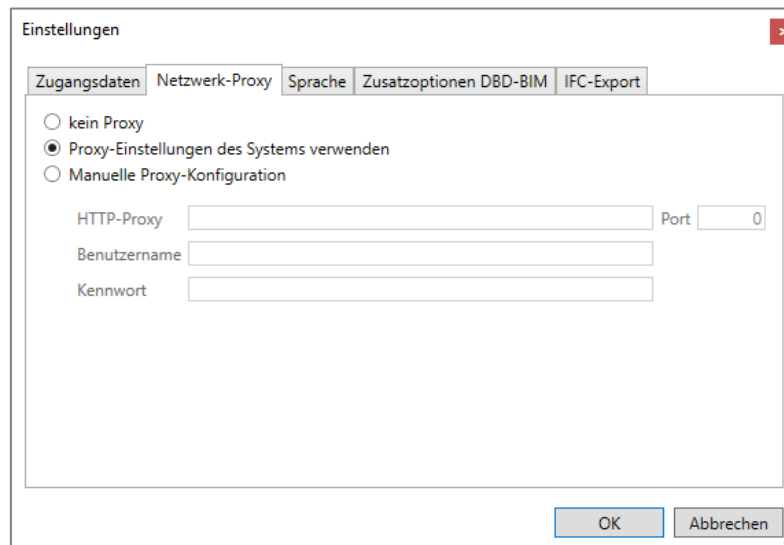 Einstellungen
Zugangsdaten Netzwerk-Proxy Sprache Zusatzoptionen DBD-BIM IFC-Export
kein Proxy
Proxy-Einstellungen des Systems verwenden
Manuelle Proxy-Konfiguration
HTTP-Proxy Port 0
Benutzername
Kennwort
OK Abbrechen